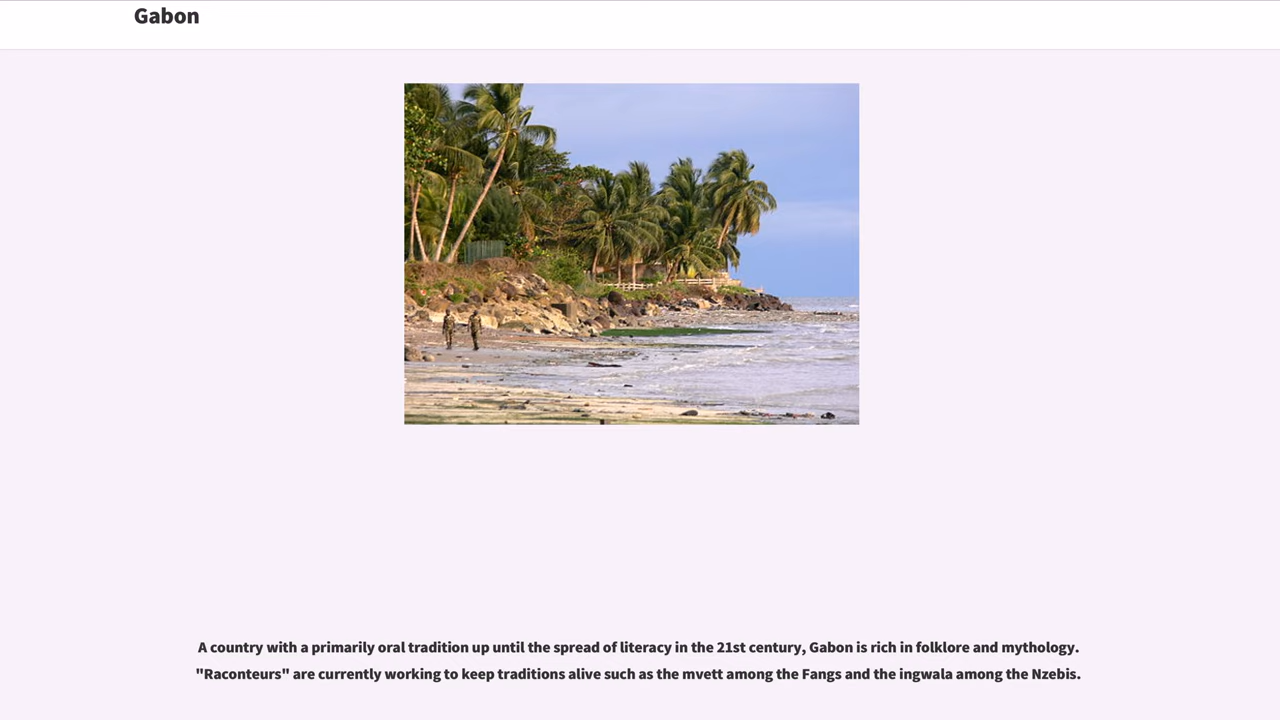 Gabon
A country with a primarily oral tradition up until the spread of literacy in the 21st century, Gabon is rich in folklore and mythology.
"Raconteurs" are currently working to keep traditions alive such as the mvett among the Fangs and the ingwala among the Nzebis.